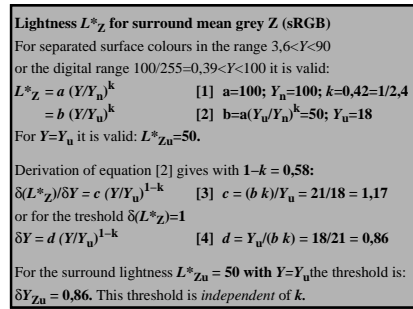 Lightness L*Z for surround mean grey Z (sRGB)
For separated surface colours in the range 3,6<Y<90
or the digital range 100/255=0,39<Y<100 it is valid:
L*Z = a (Y/Yn)^k [1] a=100; Yn=100; k=0,42=1/2,4
= b (Y/Yu)^k [2] b=a(Yu/Yn)^k=50; Yu=18
For Y=Yu it is valid: L*Zu=50.
Derivation of equation [2] gives with 1–k = 0,58:
δ(L*Z)/δY = c (Y/Yu)^1–k [3] c = (b k)/Yu = 21/18 = 1,17
or for the treshold δ(L*Z)=1
δY = d (Y/Yu)^1–k [4] d = Yu/(b k) = 18/21 = 0,86
For the surround lightness L*Zu = 50 with Y=Yuthe threshold is:
δYZu = 0,86. This threshold is independent of k.